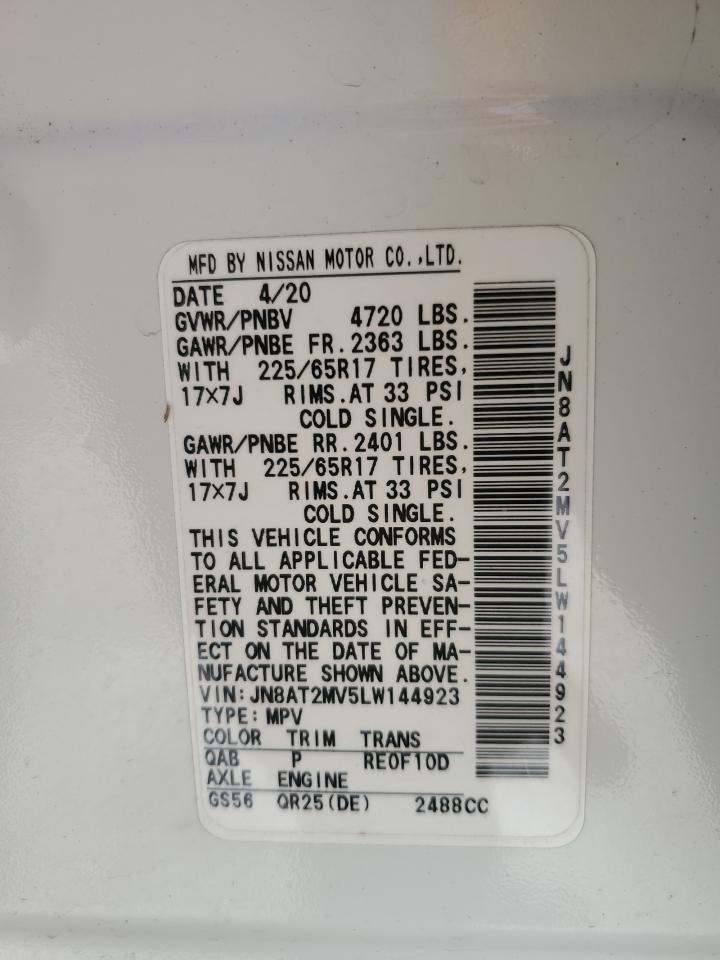 MFD BY NISSAN MOTOR CO.,LTD.
DATE 4/20
GVWR/PNBV 4720 LBS.
GAWR/PNBE FR.2363 LBS.
WITH 225/65R17 TIRES,
17×7J RIMS.AT 33 PSI
COLD SINGLE.
GAWR/PNBE RR.2401 LBS.
WITH 225/65R17 TIRES,
17×7J RIMS.AT 33 PSI
COLD SINGLE.
THIS VEHICLE CONFORMS
TO ALL APPLICABLE FED-
ERAL MOTOR VEHICLE SA-
FETY AND THEFT PREVEN-
TION STANDARDS IN EFF-
ECT ON THE DATE OF MA-
NUFACTURE SHOWN ABOVE.
VIN:JN8AT2MV5LW144923
TYPE:MPV
COLOR TRIM TRANS
QAB P RE0F10D
AXLE ENGINE
GS56 QR25(DE) 2488CC
JN8AT2MV5LW144923